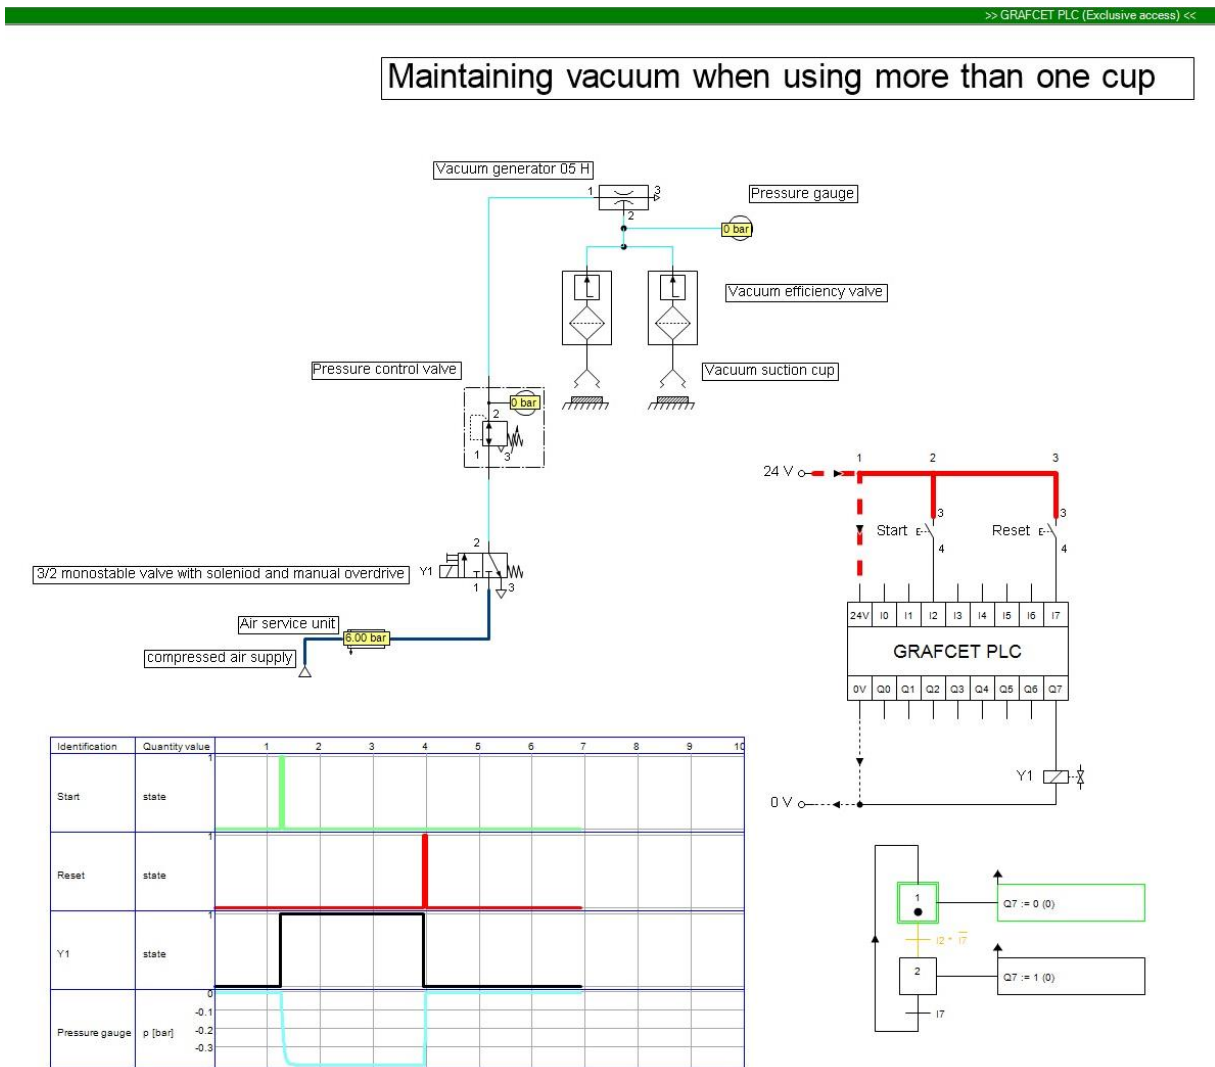 >> GRAFCET PLC (Exclusive access) <<
Maintaining vacuum when using more than one cup
Vacuum generator 05 H
1
3
2
Pressure gauge
0 bar
Vacuum efficiency valve
Pressure control valve
Vacuum suction cup
0 bar
2
1
3
24 V
1
2
3
3
3
Start
Reset
4
4
2
3/2 monostable valve with soleniod and manual overdrive
Y1
1
3
Air service unit
6.00 bar
compressed air supply
24V I0 I1 I2 I3 I4 I5 I6 I7
GRAFCET PLC
0V Q0 Q1 Q2 Q3 Q4 Q5 Q6 Q7
Y1
0 V
Identification Quantity value 1 2 3 4 5 6 7 8 9 10
1
Start state
1
Reset state
1
Y1 state
0
-0.1
Pressure gauge p [bar] -0.2
-0.3
1
Q7 := 0 (0)
I2 * I7
2
Q7 := 1 (0)
I7